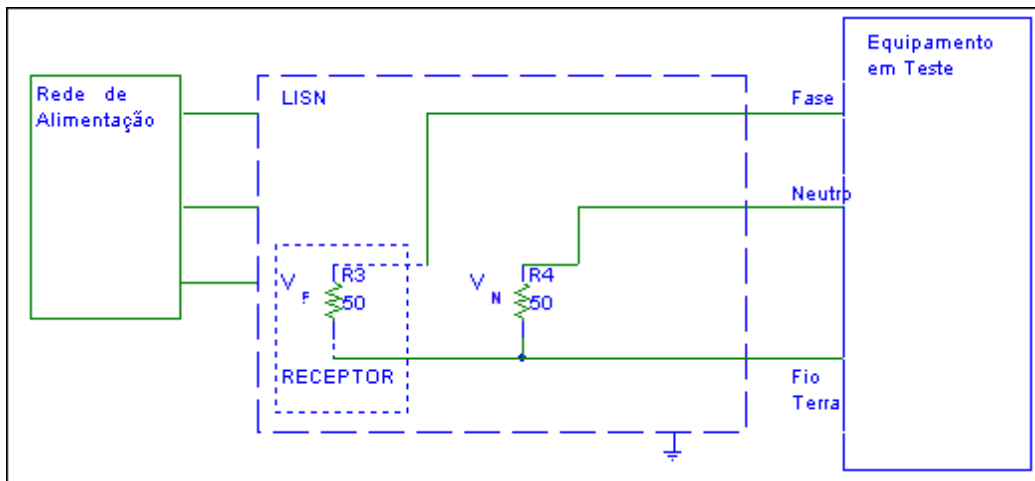 Rede de
Alimentação
LISN
Equipamento
em Teste
Fase
Neutro
V F
R3
50
V N
R4
50
RECEPTOR
Fio
Terra